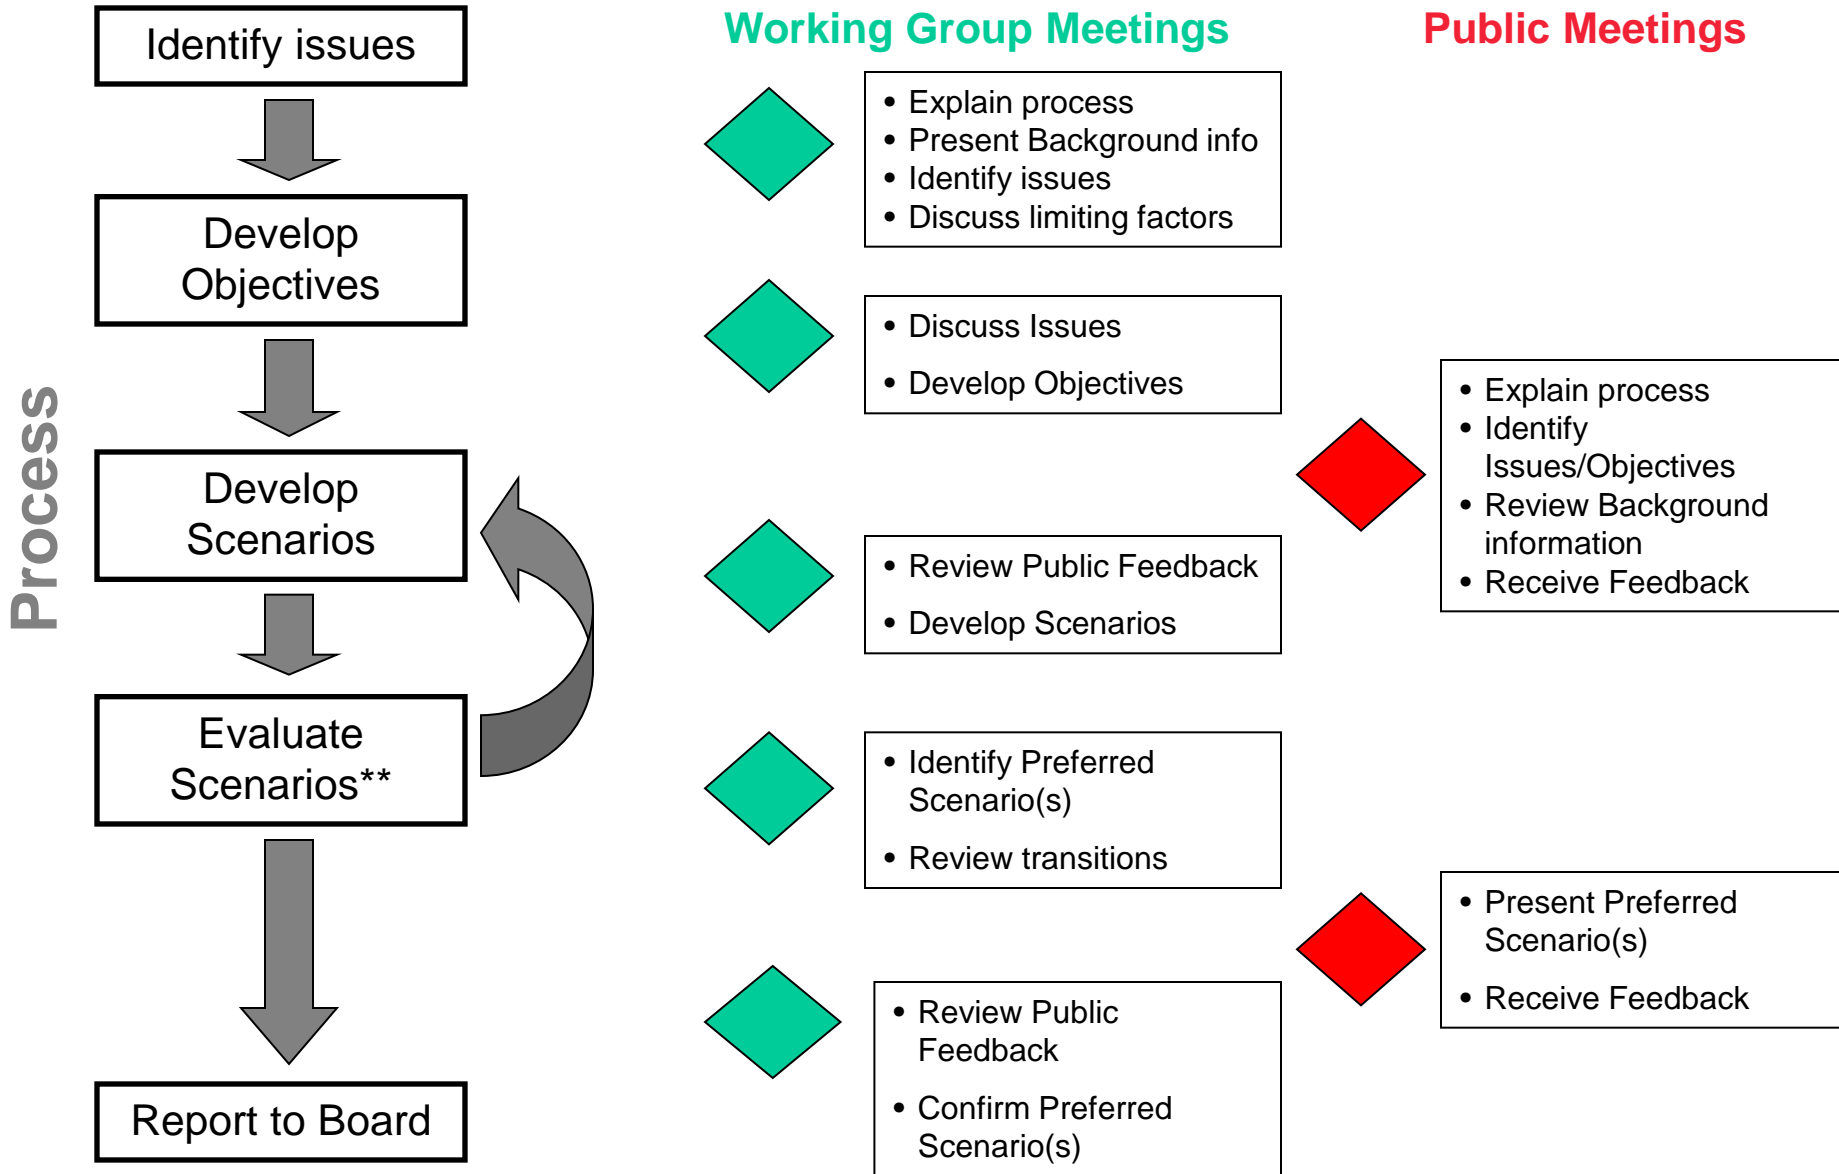 Process
Identify issues
Develop
Objectives
Develop
Scenarios
Evaluate
Scenarios**
Report to Board
Working Group Meetings
• Explain process
• Present Background info
• Identify issues
• Discuss limiting factors
• Discuss Issues
• Develop Objectives
• Review Public Feedback
• Develop Scenarios
• Identify Preferred
Scenario(s)
• Review transitions
• Review Public
Feedback
• Confirm Preferred
Scenario(s)
Public Meetings
• Explain process
• Identify
Issues/Objectives
• Review Background
information
• Receive Feedback
• Present Preferred
Scenario(s)
• Receive Feedback